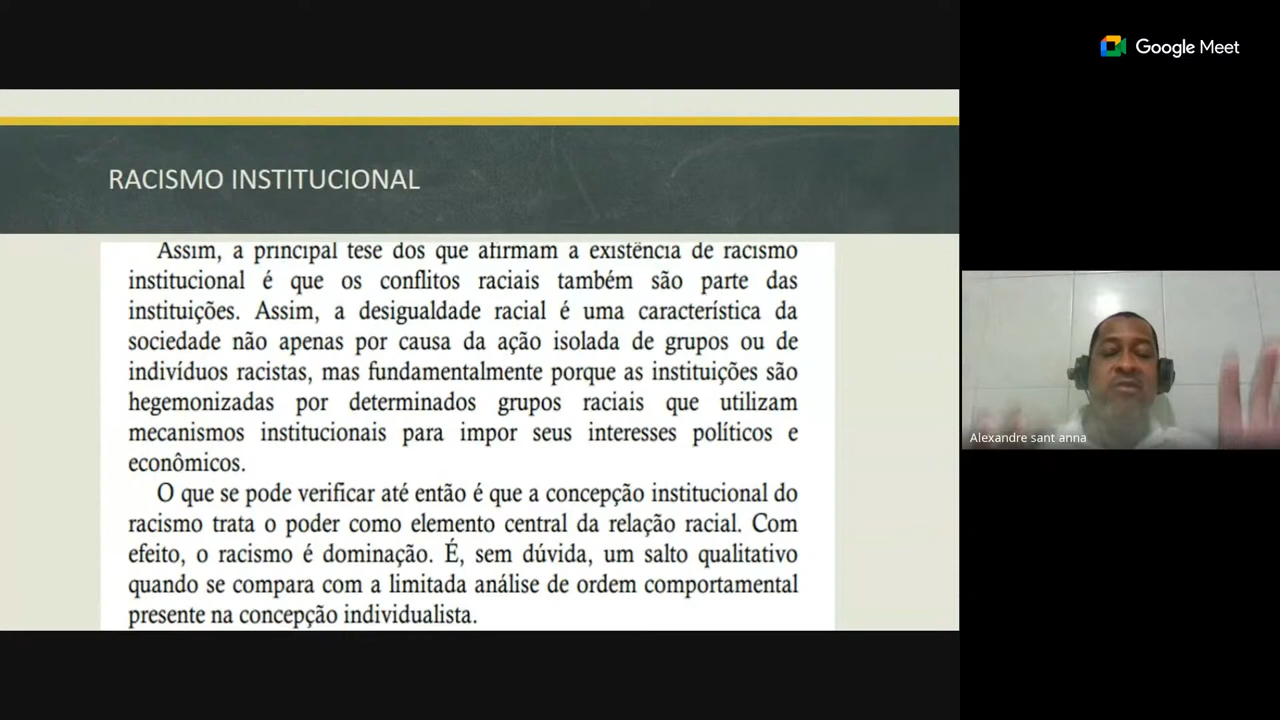 Google Meet
RACISMO INSTITUCIONAL
Assim, a principal tese dos que afirmam a existência de racismo
institucional é que os conflitos raciais também são parte das
instituições. Assim, a desigualdade racial é uma característica da
sociedade não apenas por causa da ação isolada de grupos ou de
indivíduos racistas, mas fundamentalmente porque as instituições são
hegemonizadas por determinados grupos raciais que utilizam
mecanismos institucionais para impor seus interesses políticos e
econômicos.
O que se pode verificar até então é que a concepção institucional do
racismo trata o poder como elemento central da relação racial. Com
efeito, o racismo é dominação. É, sem dúvida, um salto qualitativo
quando se compara com a limitada análise de ordem comportamental
presente na concepção individualista.
Alexandre sant anna